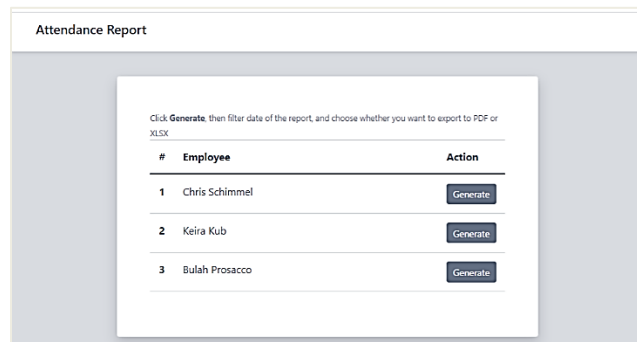 Attendance Report
Click Generate, then filter date of the report, and choose whether you want to export to PDF or
XLSX
# Employee Action
1 Chris Schimmel Generate
2 Keira Kub Generate
3 Bulah Prosacco Generate